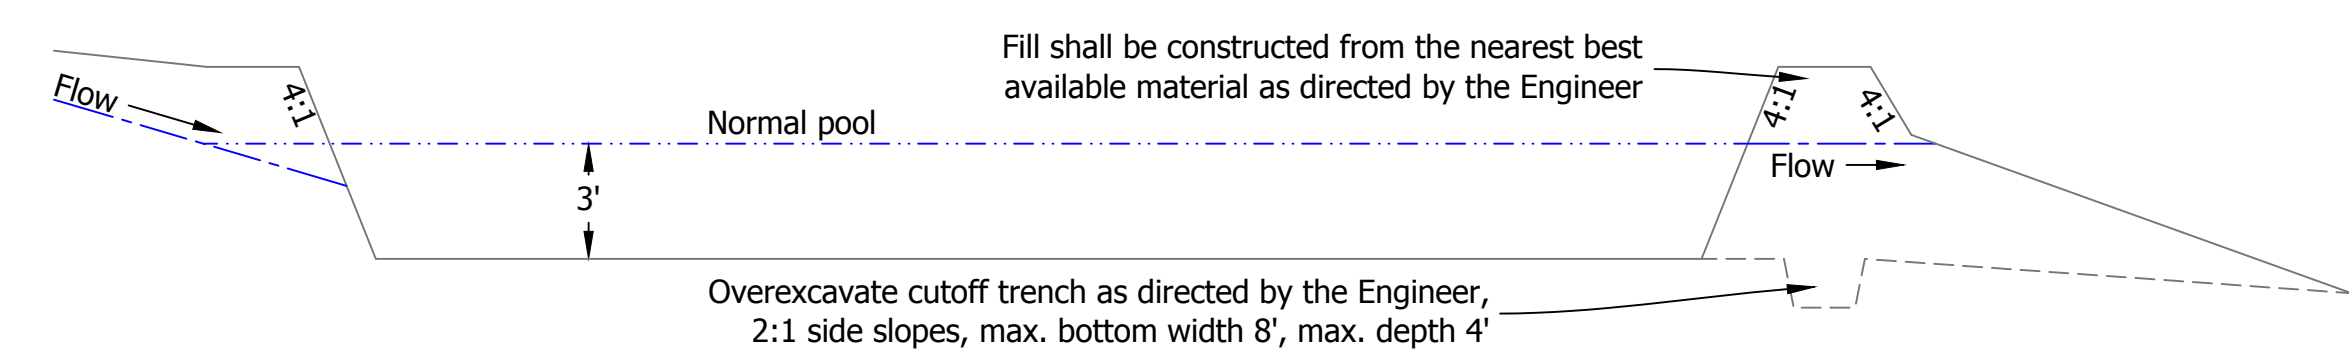 Fill shall be constructed from the nearest best
available material as directed by the Engineer
Flow
4:1
Normal pool
4:1
4:1
Flow
3'
Overexcavate cutoff trench as directed by the Engineer,
2:1 side slopes, max. bottom width 8', max. depth 4'